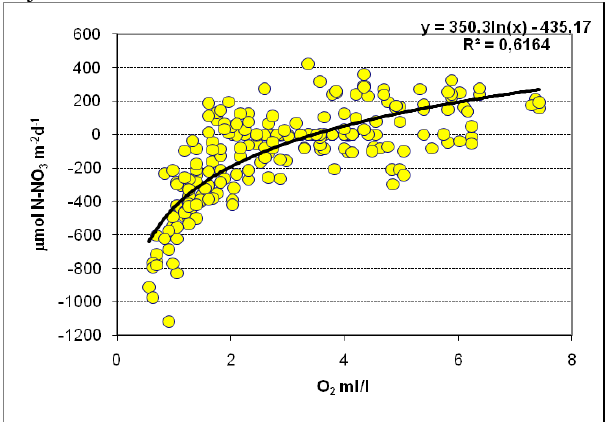 y = 350,3ln(x) - 435,17
R² = 0,6164
600
400
200
0
-200
-400
-600
-800
-1000
-1200
µmol N-NO₃ m⁻²d⁻¹
0 2 4 6 8
O₂ ml/l